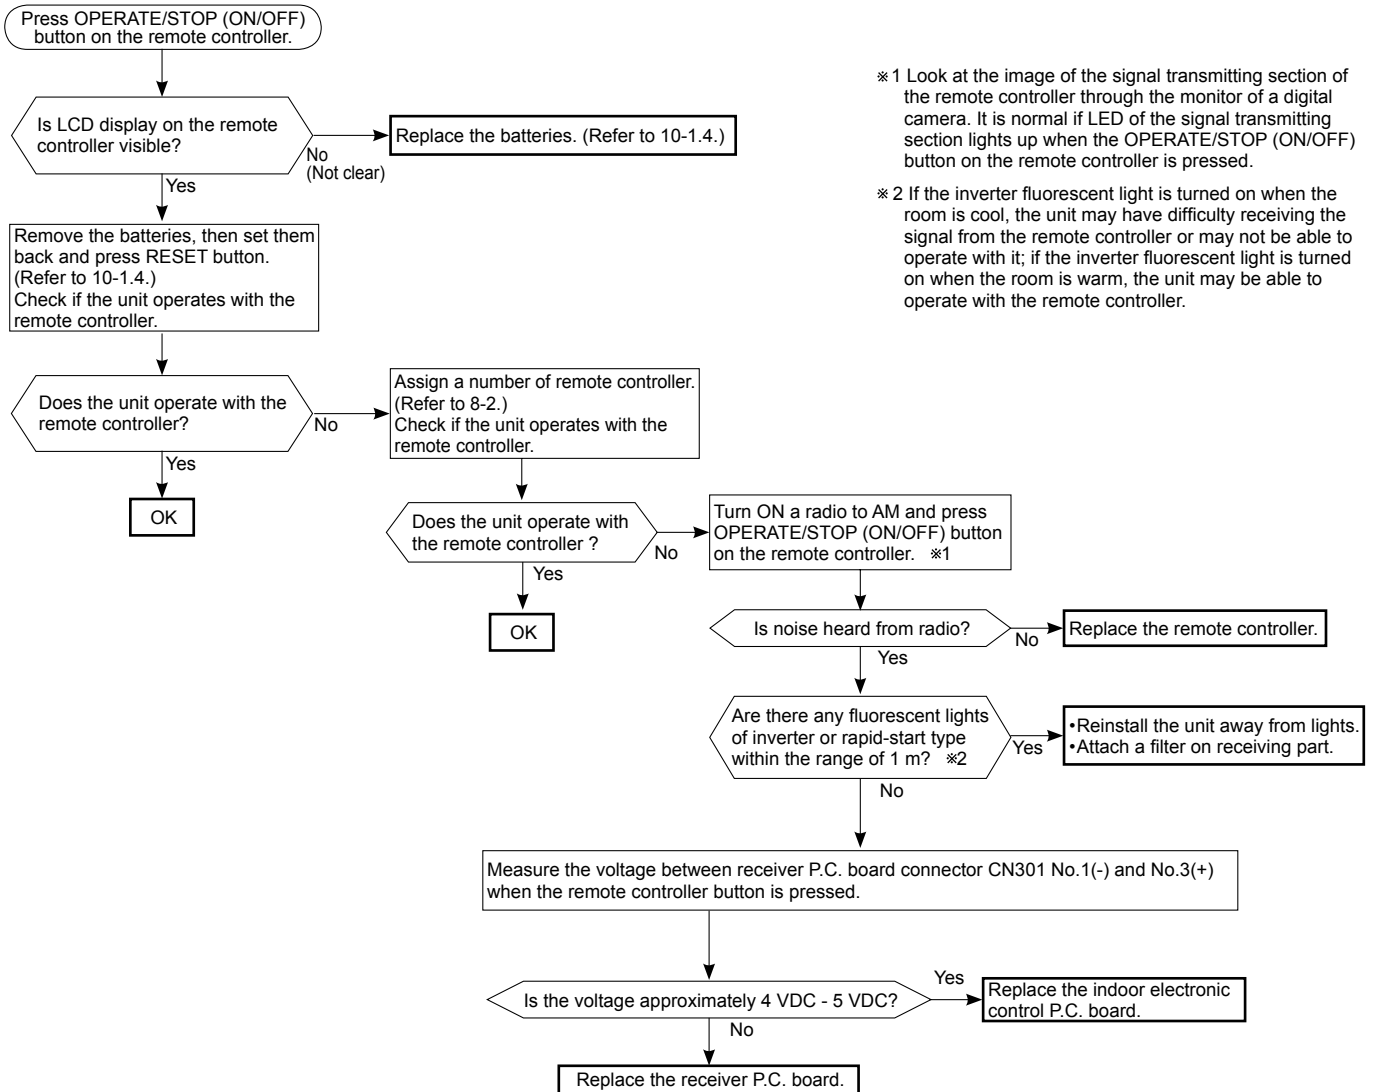 Press OPERATE/STOP (ON/OFF)
button on the remote controller.
Is LCD display on the remote
controller visible?
No
(Not clear)
Replace the batteries. (Refer to 10-1.4.)
Yes
Remove the batteries, then set them
back and press RESET button.
(Refer to 10-1.4.)
Check if the unit operates with the
remote controller.
Does the unit operate with the
remote controller?
No
Yes
OK
Assign a number of remote controller.
(Refer to 8-2.)
Check if the unit operates with the
remote controller.
Does the unit operate with
the remote controller ?
No
Yes
OK
Turn ON a radio to AM and press
OPERATE/STOP (ON/OFF) button
on the remote controller. ※1
Is noise heard from radio?
No
Replace the remote controller.
Yes
Are there any fluorescent lights
of inverter or rapid-start type
within the range of 1 m? ※2
Yes
•Reinstall the unit away from lights.
•Attach a filter on receiving part.
No
Measure the voltage between receiver P.C. board connector CN301 No.1(-) and No.3(+)
when the remote controller button is pressed.
Is the voltage approximately 4 VDC - 5 VDC?
Yes
Replace the indoor electronic
control P.C. board.
No
Replace the receiver P.C. board.
※1 Look at the image of the signal transmitting section of
the remote controller through the monitor of a digital
camera. It is normal if LED of the signal transmitting
section lights up when the OPERATE/STOP (ON/OFF)
button on the remote controller is pressed.
※2 If the inverter fluorescent light is turned on when the
room is cool, the unit may have difficulty receiving the
signal from the remote controller or may not be able to
operate with it; if the inverter fluorescent light is turned
on when the room is warm, the unit may be able to
operate with the remote controller.